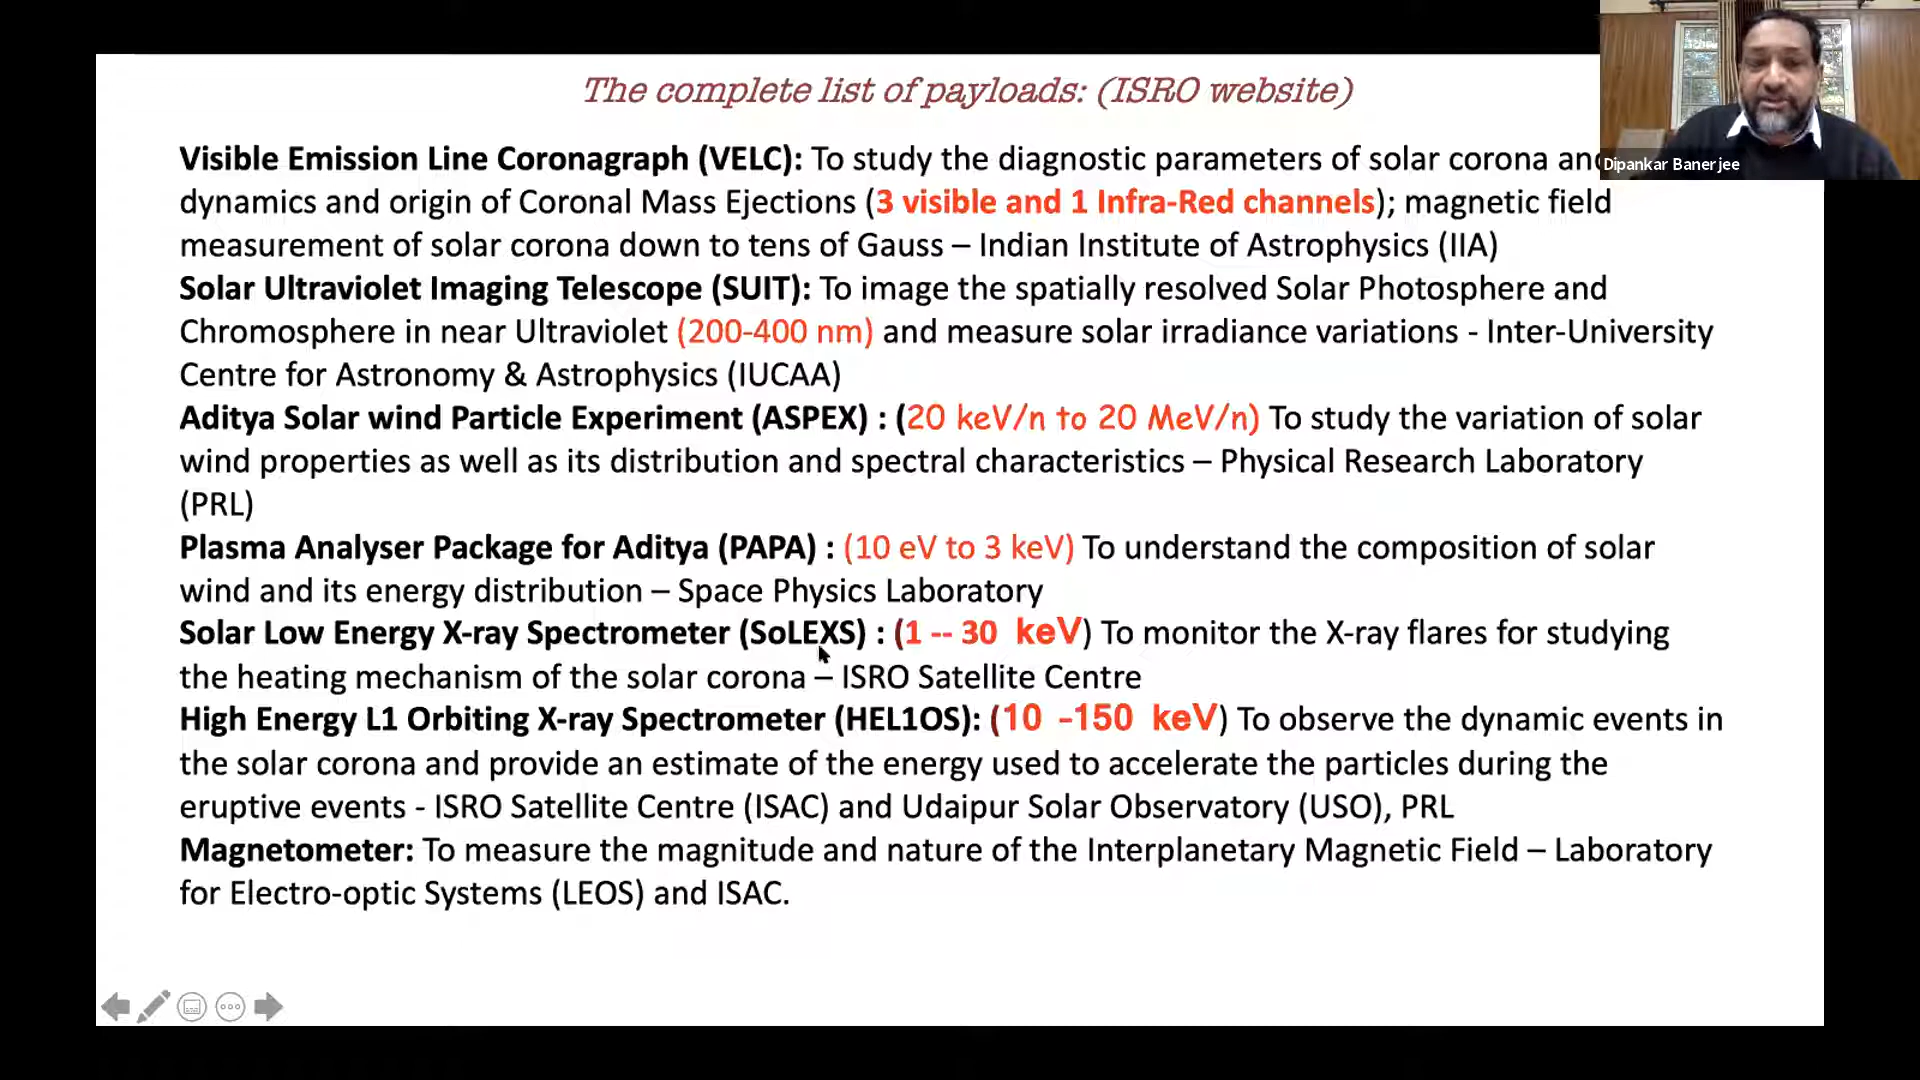 The complete list of payloads: (ISRO website)
Visible Emission Line Coronagraph (VELC): To study the diagnostic parameters of solar corona and
dynamics and origin of Coronal Mass Ejections (3 visible and 1 Infra-Red channels); magnetic field
measurement of solar corona down to tens of Gauss – Indian Institute of Astrophysics (IIA)
Solar Ultraviolet Imaging Telescope (SUIT): To image the spatially resolved Solar Photosphere and
Chromosphere in near Ultraviolet (200-400 nm) and measure solar irradiance variations - Inter-University
Centre for Astronomy & Astrophysics (IUCAA)
Aditya Solar wind Particle Experiment (ASPEX) : (20 keV/n to 20 MeV/n) To study the variation of solar
wind properties as well as its distribution and spectral characteristics – Physical Research Laboratory
(PRL)
Plasma Analyser Package for Aditya (PAPA) : (10 eV to 3 keV) To understand the composition of solar
wind and its energy distribution – Space Physics Laboratory
Solar Low Energy X-ray Spectrometer (SoLEXS) : (1 -- 30 keV) To monitor the X-ray flares for studying
the heating mechanism of the solar corona – ISRO Satellite Centre
High Energy L1 Orbiting X-ray Spectrometer (HEL1OS): (10 -150 keV) To observe the dynamic events in
the solar corona and provide an estimate of the energy used to accelerate the particles during the
eruptive events - ISRO Satellite Centre (ISAC) and Udaipur Solar Observatory (USO), PRL
Magnetometer: To measure the magnitude and nature of the Interplanetary Magnetic Field – Laboratory
for Electro-optic Systems (LEOS) and ISAC.
Dipankar Banerjee